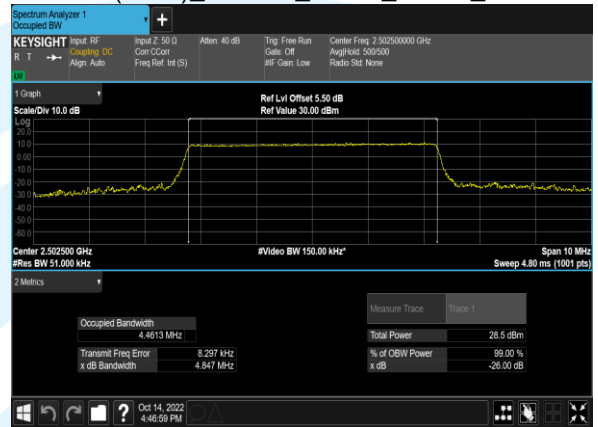 Spectrum Analyzer 1
Occupied BW
+
KEYSIGHT Input: RF Input Z: 50 Ω Atten: 40 dB Trig: Free Run Center Freq: 2.502500000 GHz
R T Coupling: DC Corr CCorr Gate: Off Avg|Hold: 500/500
Align: Auto Freq Ref: Int (S) #IF Gain: Low Radio Std: None
LV
1 Graph
Ref Lvl Offset 5.50 dB
Scale/Div 10.0 dB Ref Value 30.00 dBm
Log
20.0
10.0
0.00
-10.0
-20.0
-30.0
-40.0
-50.0
-60.0
Center 2.502500 GHz #Video BW 150.00 kHz* Span 10 MHz
#Res BW 51.000 kHz Sweep 4.80 ms (1001 pts)
2 Metrics
Measure Trace Trace 1
Occupied Bandwidth
4.4613 MHz Total Power 28.5 dBm
Transmit Freq Error 8.297 kHz % of OBW Power 99.00 %
x dB Bandwidth 4.847 MHz x dB -26.00 dB
? Oct 14, 2022
4:46:59 PM